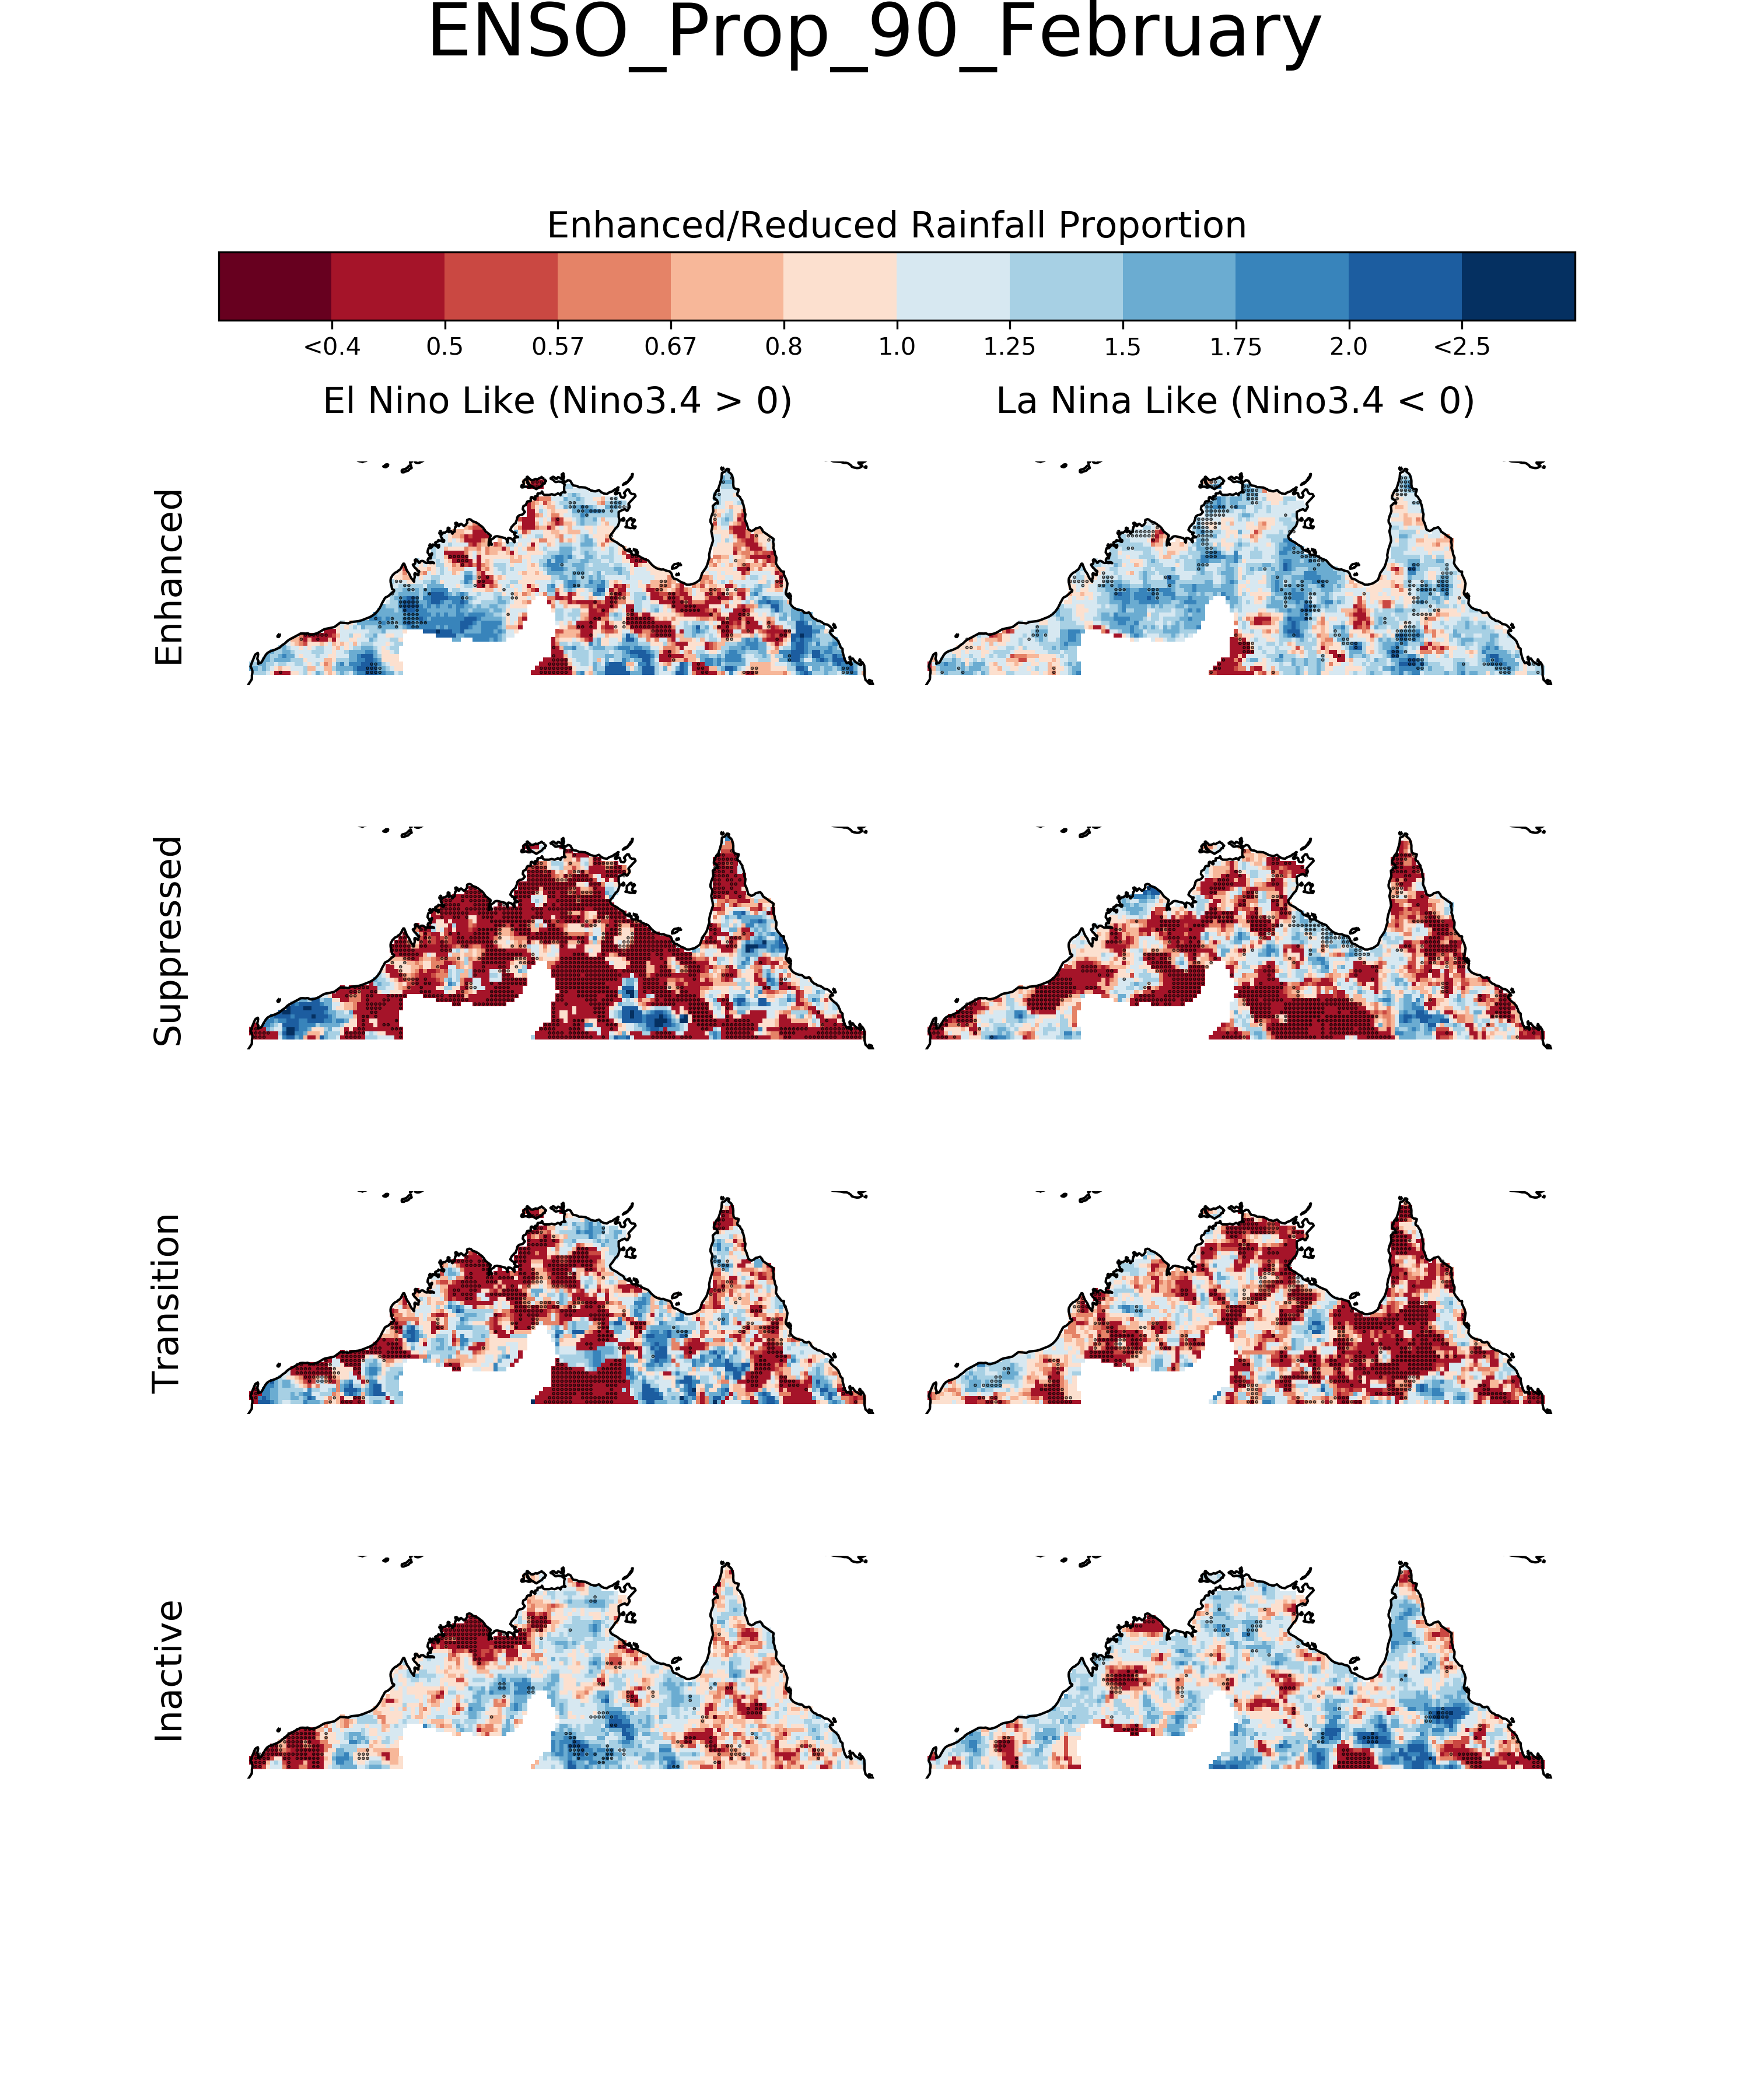 ENSO_Prop_90_February
Enhanced/Reduced Rainfall Proportion
<0.4 0.5 0.57 0.67 0.8 1.0 1.25 1.5 1.75 2.0 <2.5
El Nino Like (Nino3.4 > 0) La Nina Like (Nino3.4 < 0)
Enhanced
Suppressed
Transition
Inactive